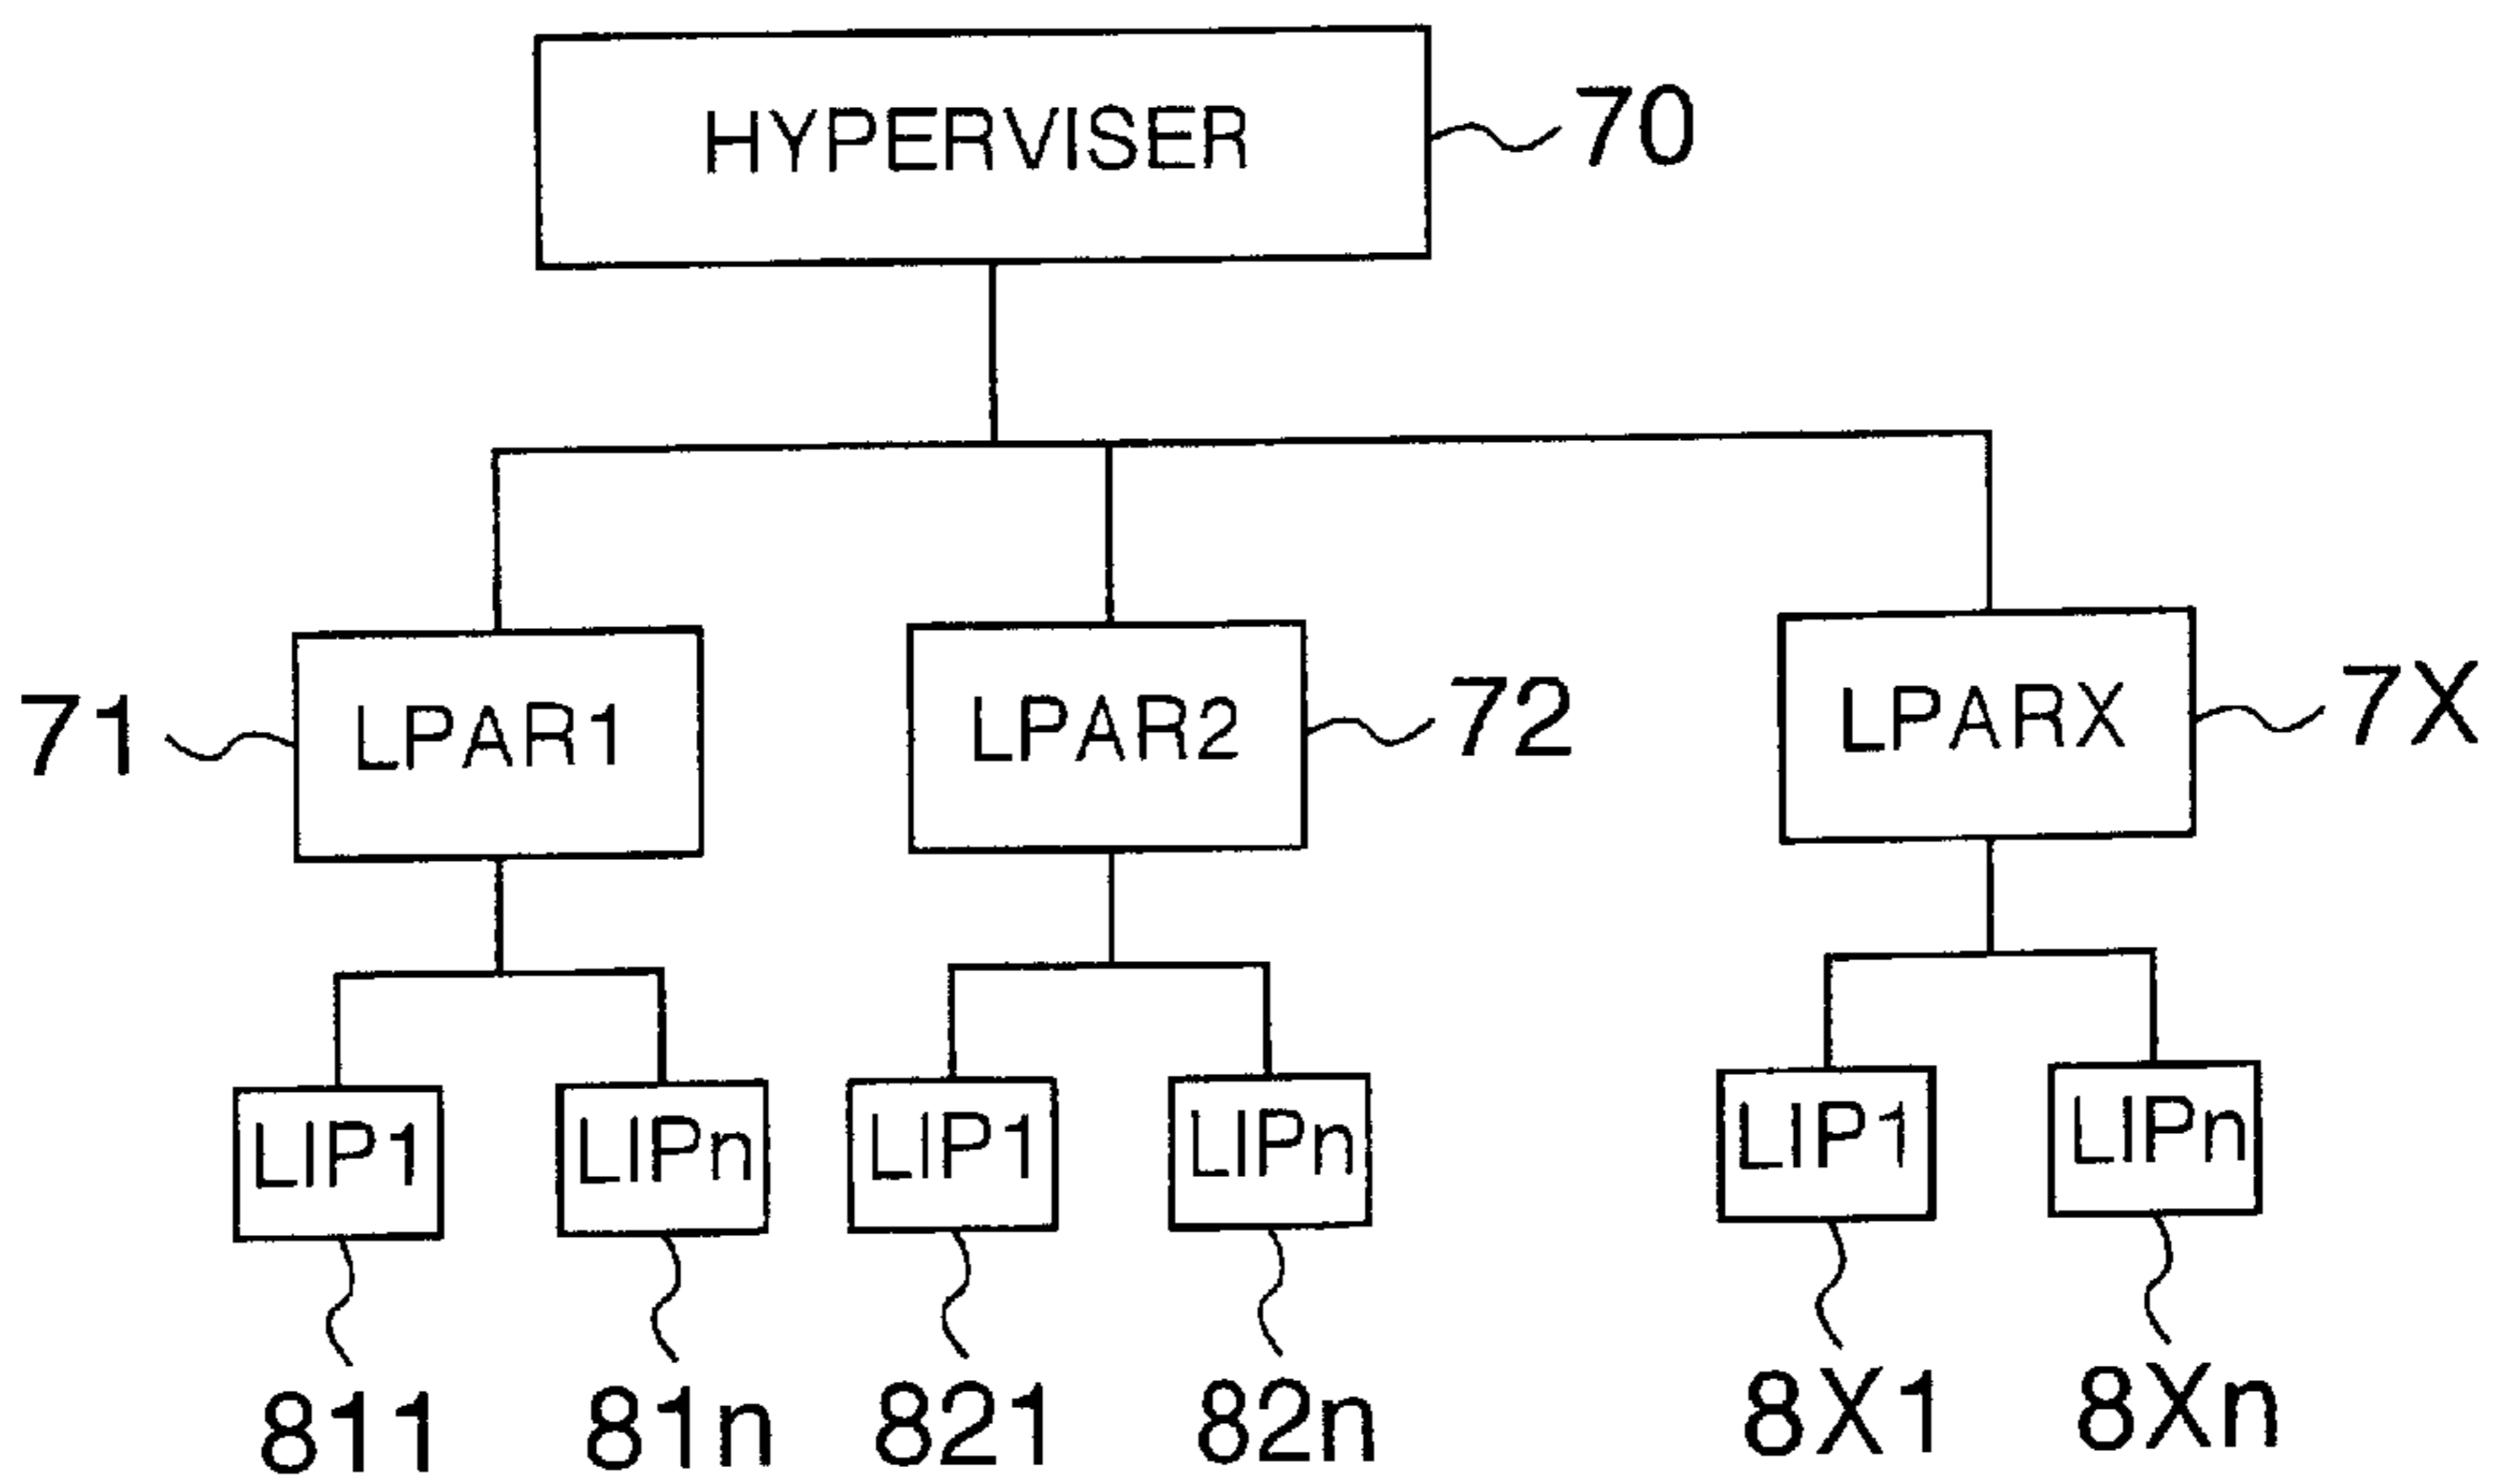 HYPERVISER
70
71
LPAR1
LPAR2
72
LPARX
7X
LIP1
LIPn
LIP1
LIPn
LIP1
LIPn
811
81n
821
82n
8X1
8Xn